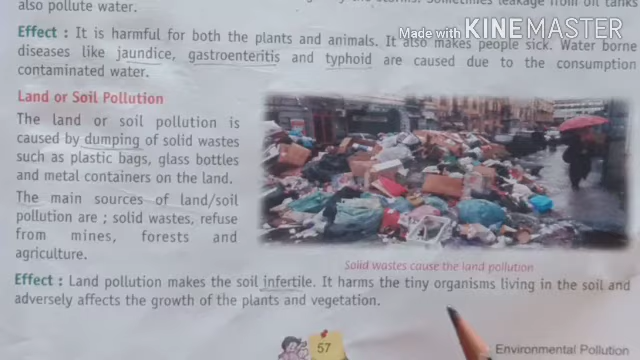 also pollute water.
Effect : It is harmful for both the plants and animals. It also makes people sick. Water borne
diseases like jaundice, gastroenteritis and typhoid are caused due to the consumption
contaminated water.
Made with KINEMASTER
Land or Soil Pollution
The land or soil pollution is
caused by dumping of solid wastes
such as plastic bags, glass bottles
and metal containers on the land.
The main sources of land/soil
pollution are ; solid wastes, refuse
from mines, forests and
agriculture.
Solid wastes cause the land pollution
Effect : Land pollution makes the soil infertile. It harms the tiny organisms living in the soil and
adversely affects the growth of the plants and vegetation.
57
Environmental Pollution